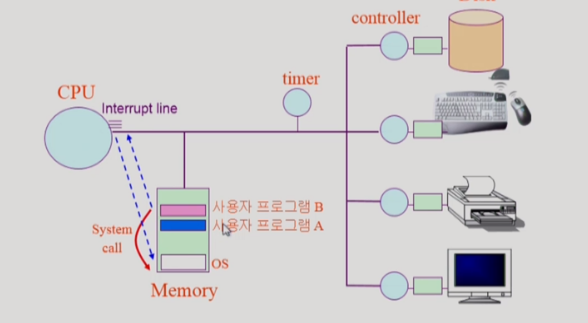 controller
timer
CPU
Interrupt line
사용자 프로그램 B
사용자 프로그램 A
System
call
OS
Memory